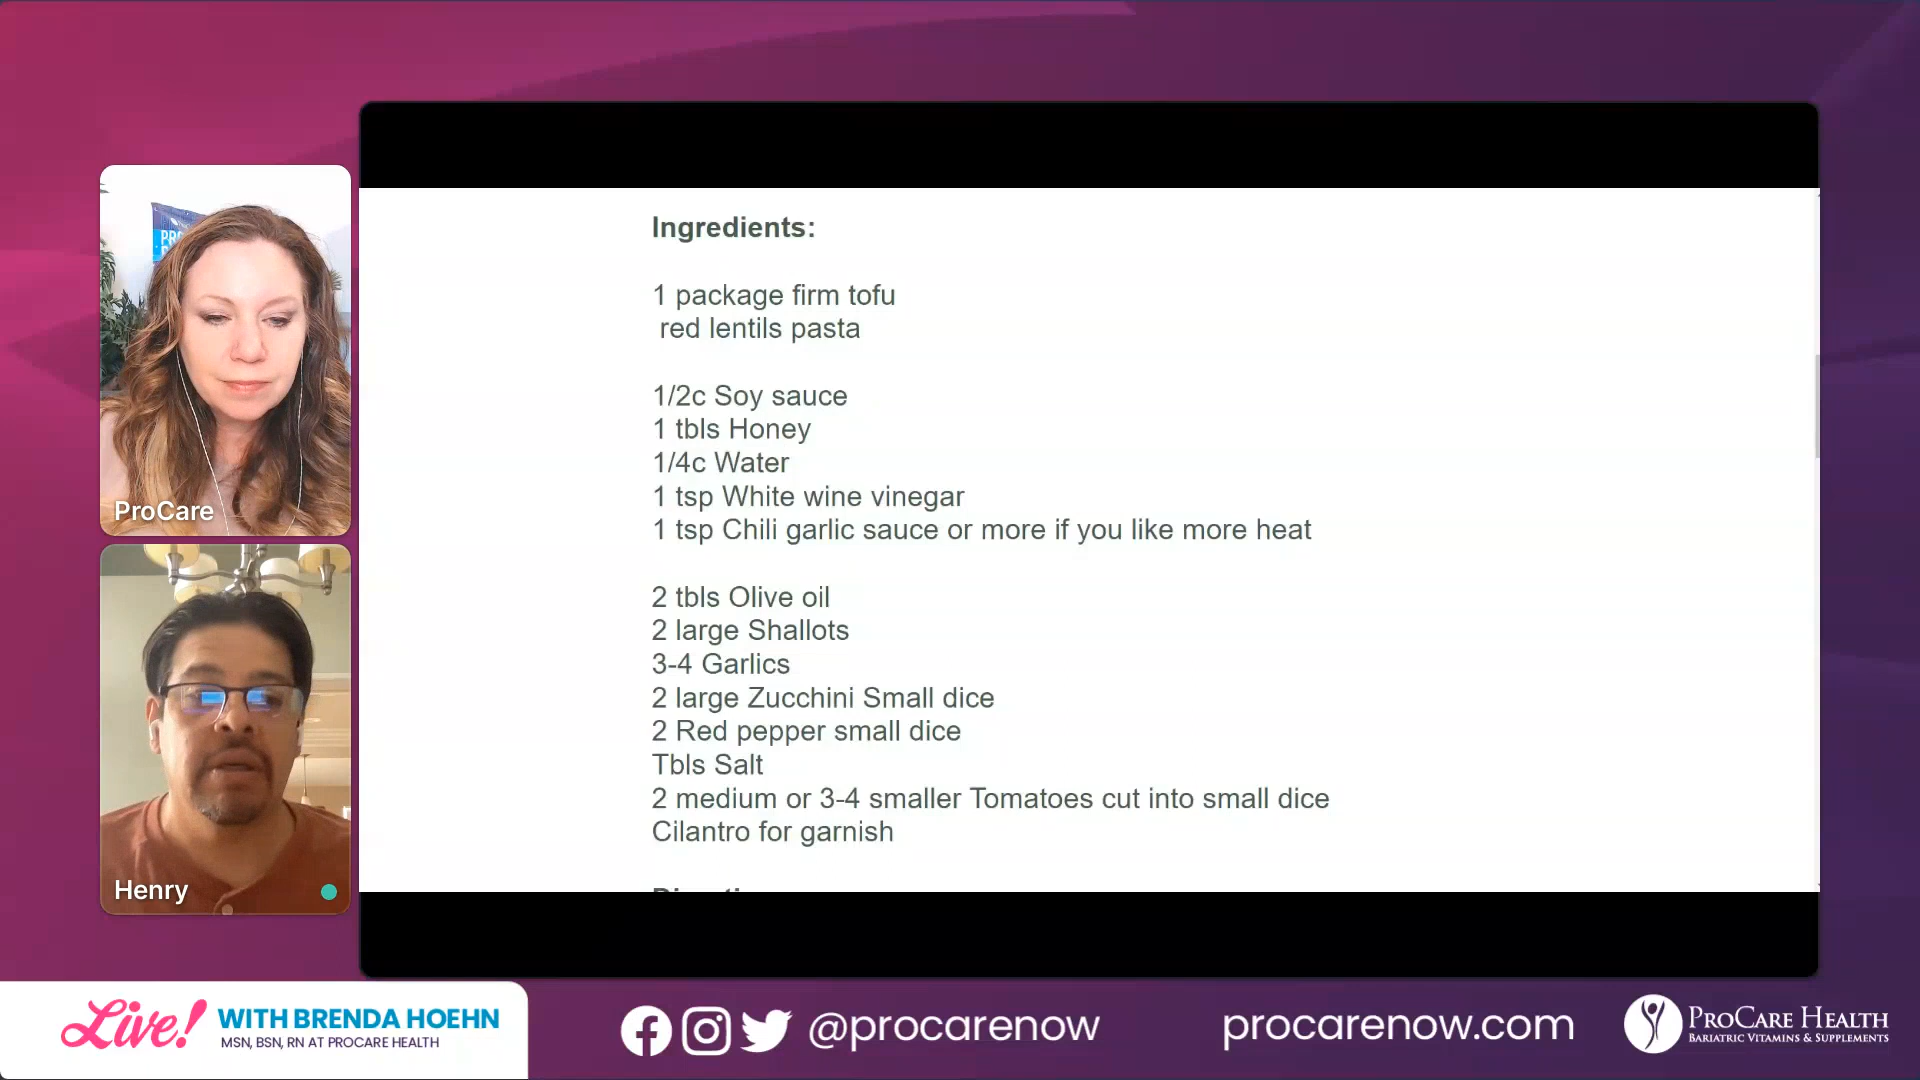 PR
ProCare
Henry
Ingredients:
1 package firm tofu
red lentils pasta
1/2c Soy sauce
1 tbls Honey
1/4c Water
1 tsp White wine vinegar
1 tsp Chili garlic sauce or more if you like more heat
2 tbls Olive oil
2 large Shallots
3-4 Garlics
2 large Zucchini Small dice
2 Red pepper small dice
Tbls Salt
2 medium or 3-4 smaller Tomatoes cut into small dice
Cilantro for garnish
Live! WITH BRENDA HOEHN
MSN, BSN, RN AT PROCARE HEALTH
@procarenow
procarenow.com
PROCARE HEALTH
BARIATRIC VITAMINS & SUPPLEMENTS